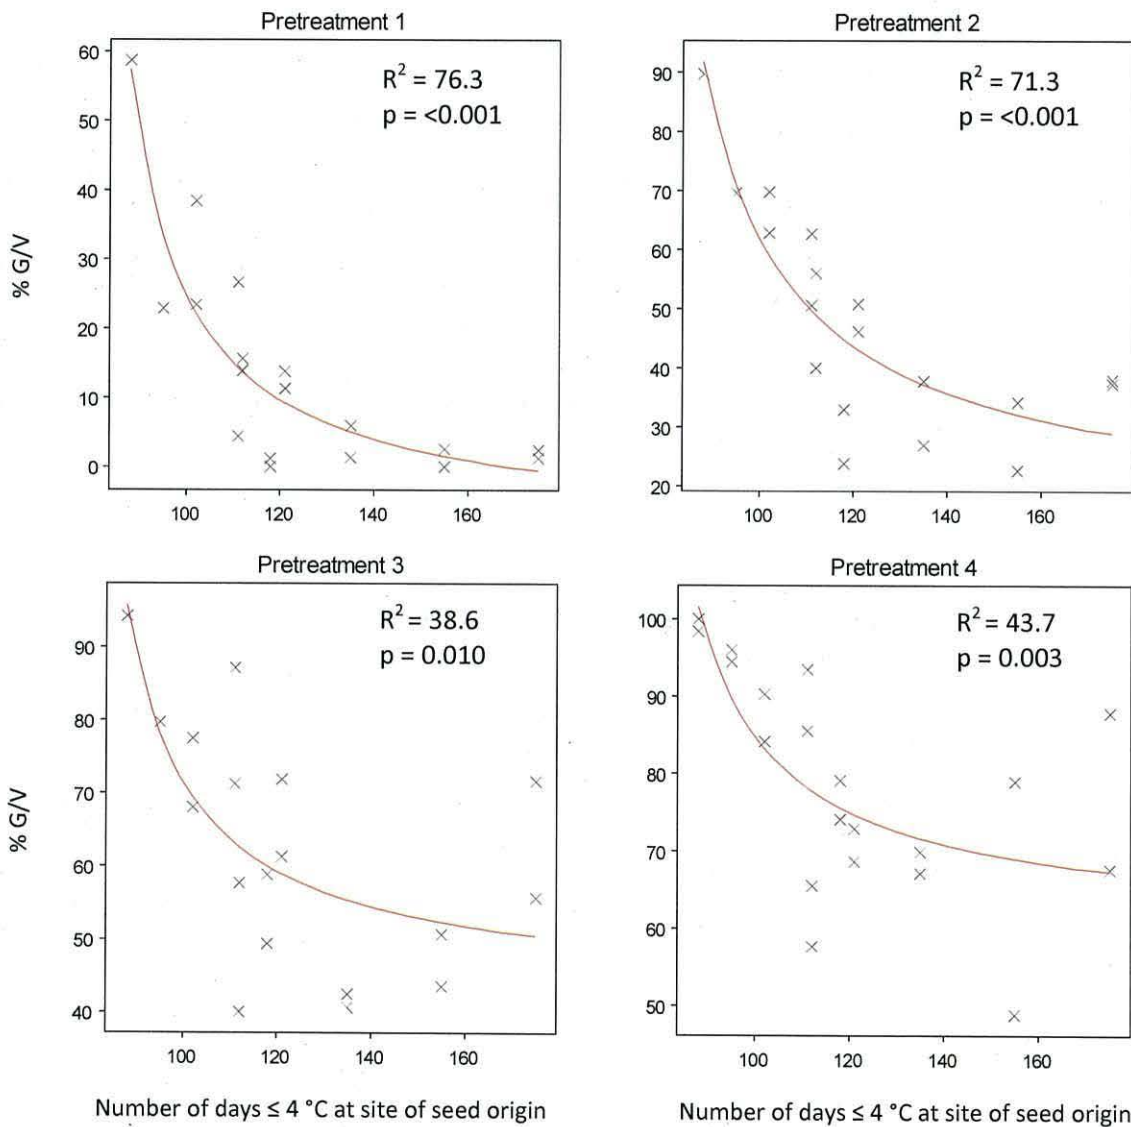 Pretreatment 1
Pretreatment 2
R² = 76.3
p = <0.001
R² = 71.3
p = <0.001
% G/V
60
50
40
30
20
10
0
100
120
140
160
90
80
70
60
50
40
30
20
100
120
140
160
Pretreatment 3
Pretreatment 4
R² = 38.6
p = 0.010
R² = 43.7
p = 0.003
% G/V
90
80
70
60
50
40
100
120
140
160
100
90
80
70
60
50
100
120
140
160
Number of days ≤ 4 °C at site of seed origin
Number of days ≤ 4 °C at site of seed origin